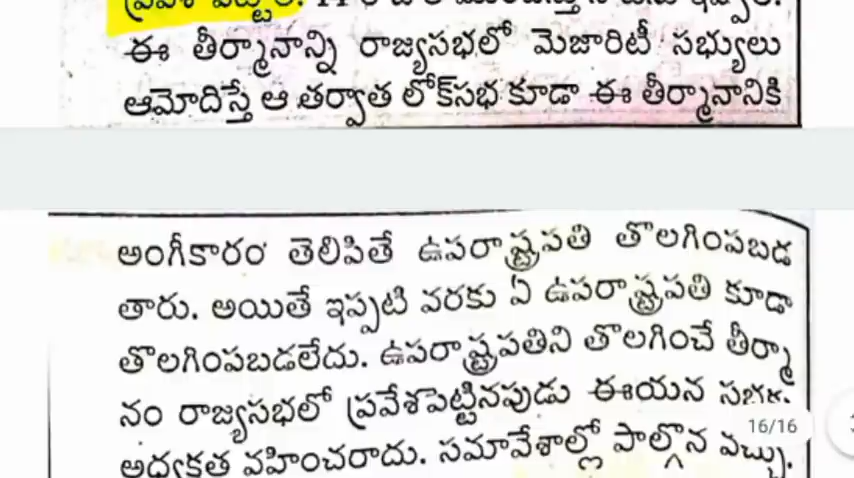 ఈ తీర్మానాన్ని రాజ్యసభలో మెజారిటీ సభ్యులు
ఆమోదిస్తే ఆ తర్వాత లోక్‌సభ కూడా ఈ తీర్మానానికి
అంగీకారం తెలిపితే ఉపరాష్ట్రపతి తొలగింపబడ
తారు. అయితే ఇప్పటి వరకు ఏ ఉపరాష్ట్రపతి కూడా
తొలగింపబడలేదు. ఉపరాష్ట్రపతిని తొలగించే తీర్మా
నం రాజ్యసభలో ప్రవేశపెట్టినపుడు ఈయన
16/16
అధ్యక్షత వహించరాదు. సమావేశాల్లో పాల్గొన వచ్చు.